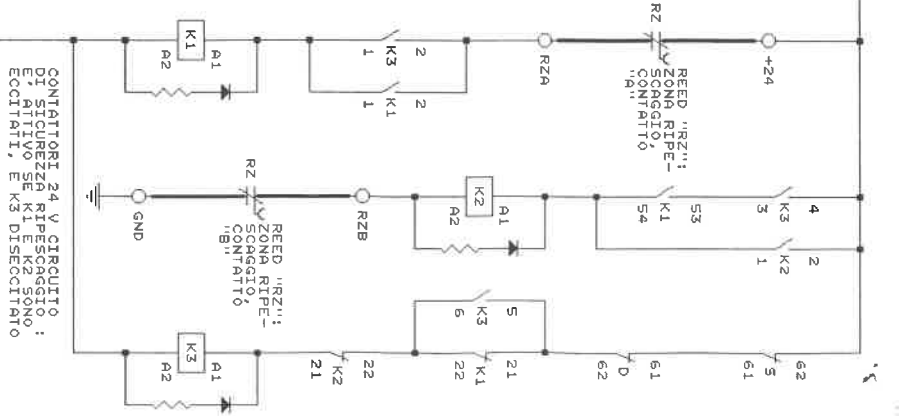 +24
RZ
REED "RZ":
ZONA RIPE-
SCAGGIO,
CONTATTO
"A"
RZA
2
K3
1
2
K1
1
A1
K1
A2
4
K3
3
53
K1
54
2
K2
1
A1
K2
A2
RZB
RZ
REED "RZ":
ZONA RIPE-
SCAGGIO,
CONTATTO
"B"
GND
62
S
61
61
D
62
5
K3
6
21
K1
22
22
K2
21
A1
K3
A2
CONTATTORI 24 V CIRCUITO
DI SICUREZZA RIPESCAGGIO :
E' ATTIVO SE K1 E K2 SONO
ECCITATI, E K3 DISECCITATO